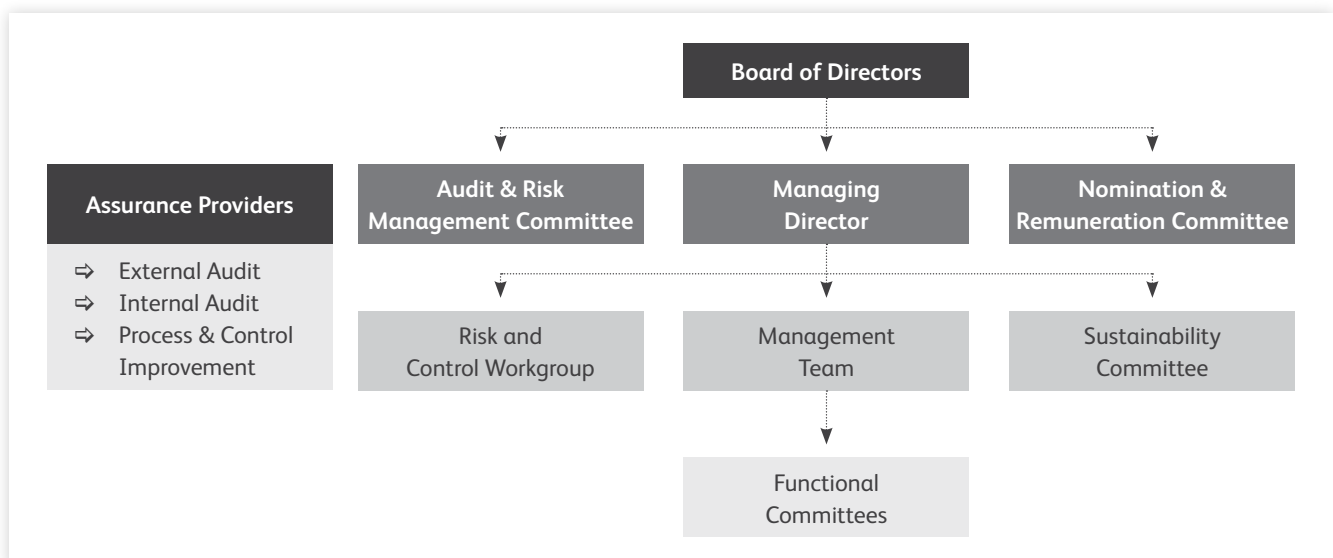 Board of Directors
Assurance Providers
⇨ External Audit
⇨ Internal Audit
⇨ Process & Control
Improvement
Audit & Risk
Management Committee
Managing
Director
Nomination &
Remuneration Committee
Risk and
Control Workgroup
Management
Team
Sustainability
Committee
Functional
Committees